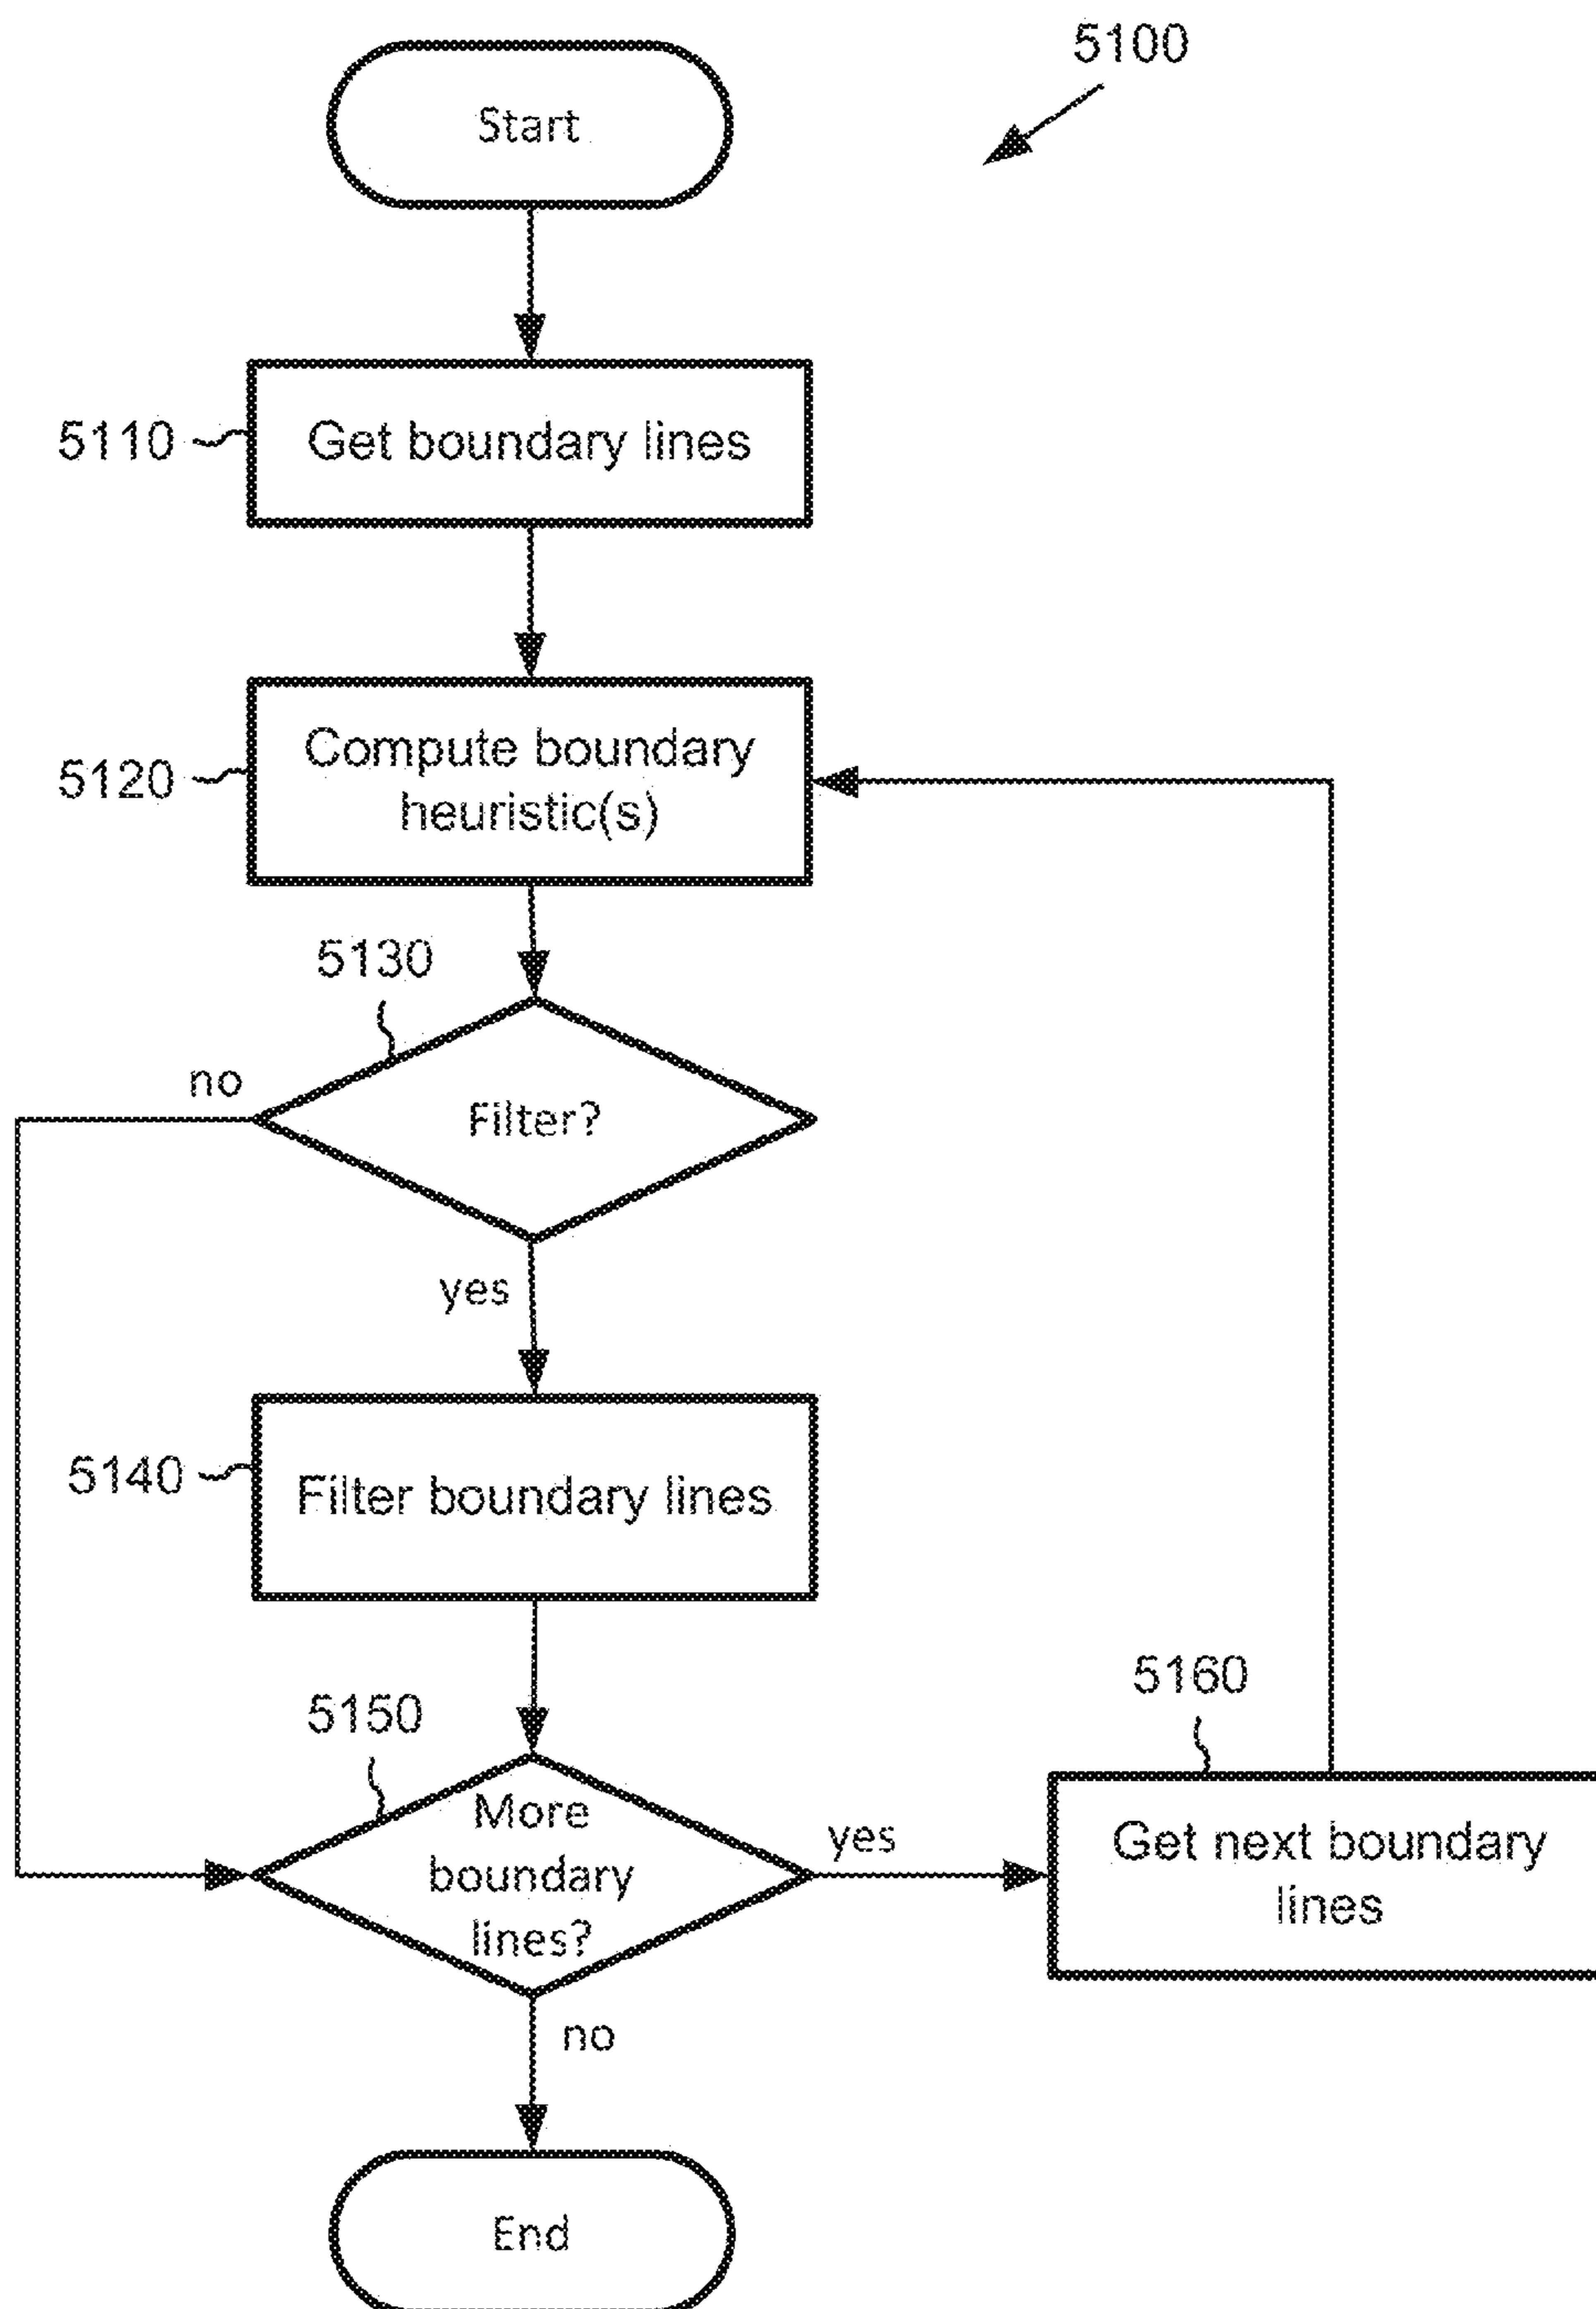 5100
Start
5110
Get boundary lines
5120
Compute boundary
heuristic(s)
5130
no
Filter?
yes
5140
Filter boundary lines
5150
More
boundary
lines?
yes
5160
Get next boundary
lines
no
End